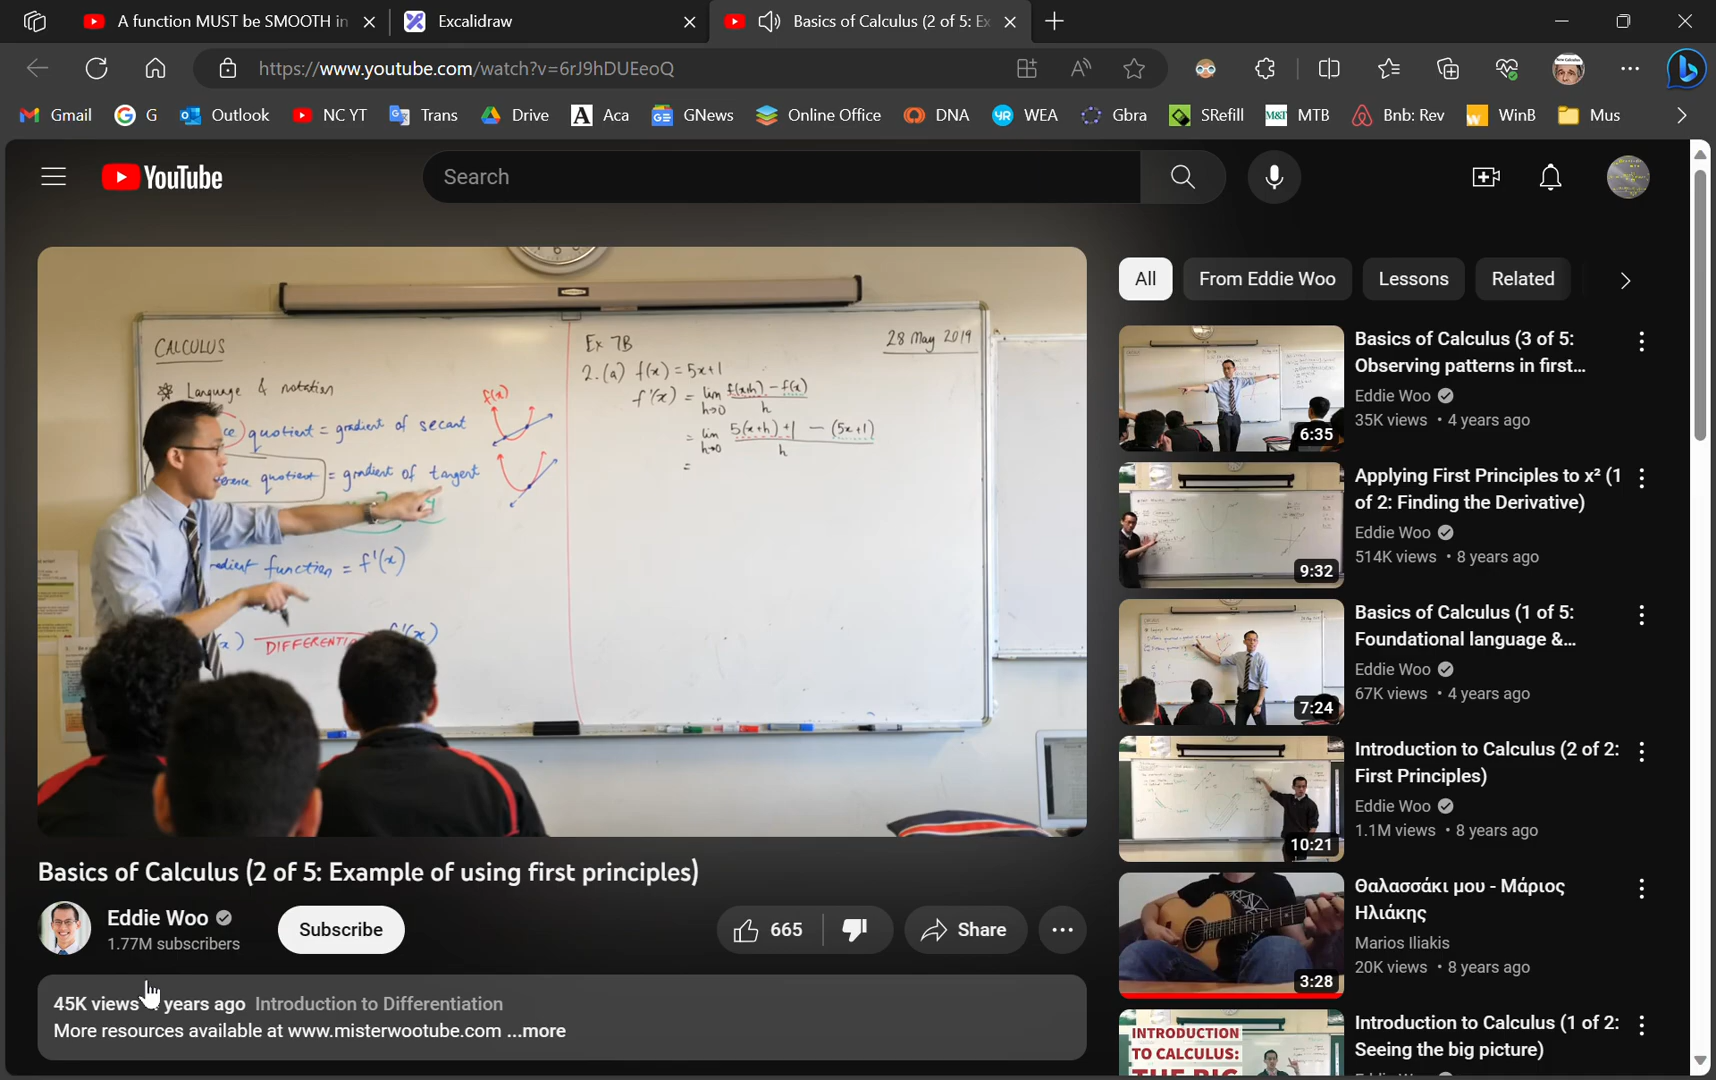 A function MUST be SMOOTH in
Excalidraw
Basics of Calculus (2 of 5: Ex
https://www.youtube.com/watch?v=6rJ9hDUEeoQ
Gmail G Outlook NC YT Trans Drive Aca GNews Online Office DNA WEA Gbra SRefill MTB Bnb: Rev WinB Mus
YouTube
Search
CALCULUS
Language & notation
quotient = gradient of secant
quotient = gradient of tangent
function = f'(x)
DIFFERENTIA f'(x)
f(x)
Ex 7B
28 May 2019
2. (a) f(x) = 5x+1
f'(x) = lim f(x+h) - f(x)
h→0 h
= lim 5(x+h)+1 - (5x+1)
h→0 h
=
All
From Eddie Woo
Lessons
Related
Basics of Calculus (3 of 5:
Observing patterns in first...
Eddie Woo
35K views • 4 years ago
6:35
Applying First Principles to x² (1
of 2: Finding the Derivative)
Eddie Woo
514K views • 8 years ago
9:32
Basics of Calculus (1 of 5:
Foundational language &...
Eddie Woo
67K views • 4 years ago
7:24
Introduction to Calculus (2 of 2:
First Principles)
Eddie Woo
1.1M views • 8 years ago
10:21
Θαλασσάκι μου - Μάριος
Ηλιάκης
Marios Iliakis
20K views • 8 years ago
3:28
Introduction to Calculus (1 of 2:
Seeing the big picture)
INTRODUCTION
TO CALCULUS:
THE BIG
Basics of Calculus (2 of 5: Example of using first principles)
Eddie Woo
1.77M subscribers
Subscribe
665
Share
45K views years ago Introduction to Differentiation
More resources available at www.misterwootube.com ...more